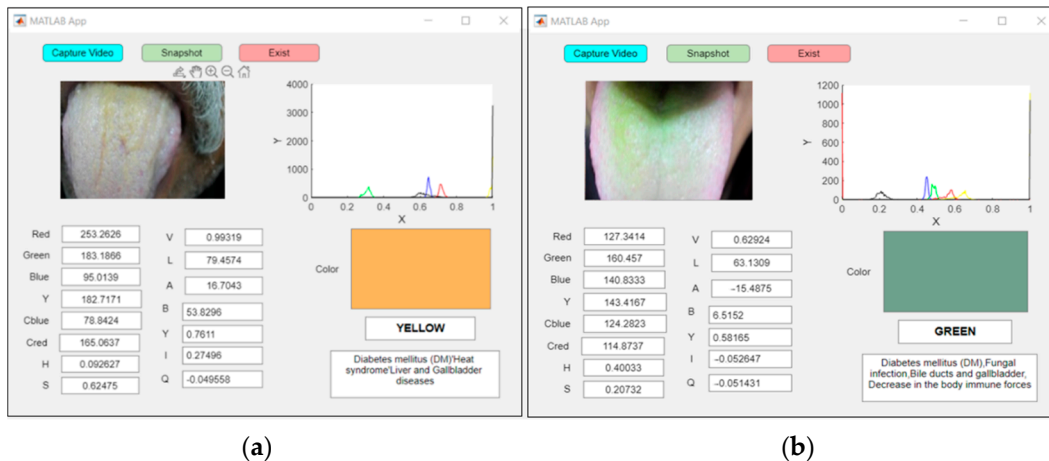 MATLAB App
Capture Video
Snapshot
Exist
4000
3000
2000
1000
0
Y
0
0.2
0.4
0.6
0.8
1
X
Red 253.2626
Green 183.1866
Blue 95.0139
Y 182.7171
Cblue 78.8424
Cred 165.0637
H 0.092627
S 0.62475
V 0.99319
L 79.4574
A 16.7043
B 53.8296
Y 0.7611
I 0.27496
Q -0.049558
Color
YELLOW
Diabetes mellitus (DM)'Heat
syndrome'Liver and Gallbladder
diseases
(a)
MATLAB App
Capture Video
Snapshot
Exist
1200
1000
800
600
400
200
0
Y
0
0.2
0.4
0.6
0.8
1
X
Red 127.3414
Green 160.457
Blue 140.8333
Y 143.4167
Cblue 124.2823
Cred 114.8737
H 0.40033
S 0.20732
V 0.62924
L 63.1309
A −15.4875
B 6.5152
Y 0.58165
I −0.052647
Q −0.051431
Color
GREEN
Diabetes mellitus (DM),Fungal
infection,Bile ducts and gallbladder,
Decrease in the body immune forces
(b)